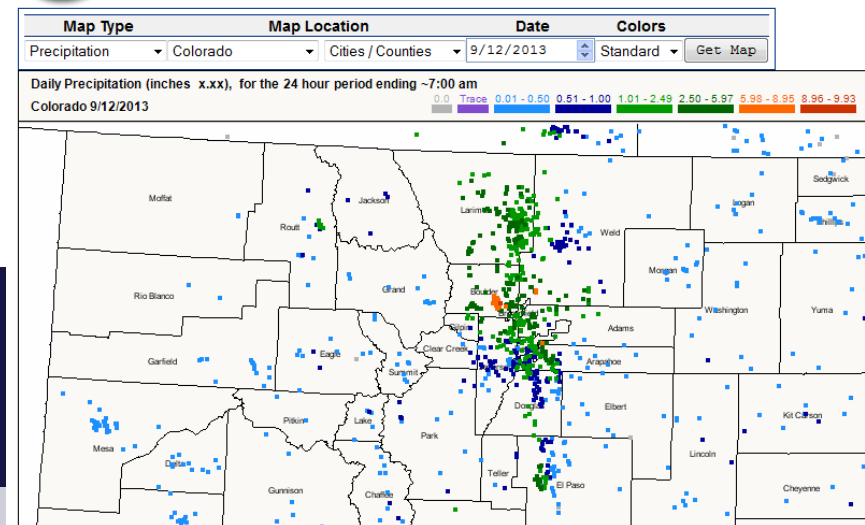 Map Type Map Location Date Colors
Precipitation Colorado Cities / Counties 9/12/2013 Standard Get Map
Daily Precipitation (inches x.xx), for the 24 hour period ending ~7:00 am
Colorado 9/12/2013
0.0 Trace 0.01 - 0.50 0.51 - 1.00 1.01 - 2.49 2.50 - 5.97 5.98 - 8.95 8.96 - 9.93
Sedgwick
Moffat Jackson Logan
Routt Larimer Phillips
Weld
Morgan
Rio Blanco Grand Boulder
Washington Yuma
Broomfield
Gilpin Adams
Eagle Clear Creek
Garfield Arapahoe
Summit
Douglas Elbert
Pitkin Lake Kit Carson
Park
Mesa Lincoln
Delta
Teller
Gunnison Chaffee El Paso Cheyenne